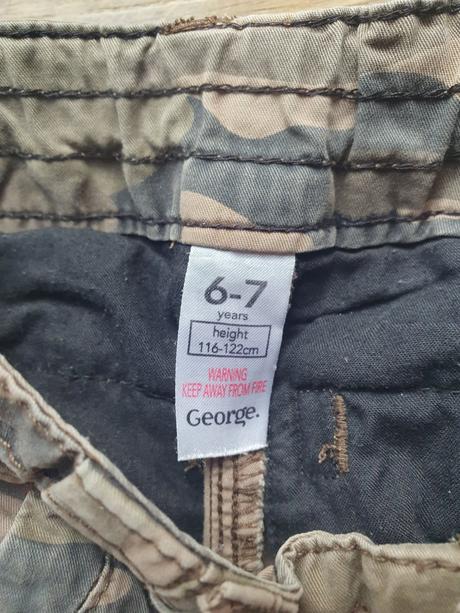 6-7
years
height
116-122cm
WARNING
KEEP AWAY FROM FIRE
George.